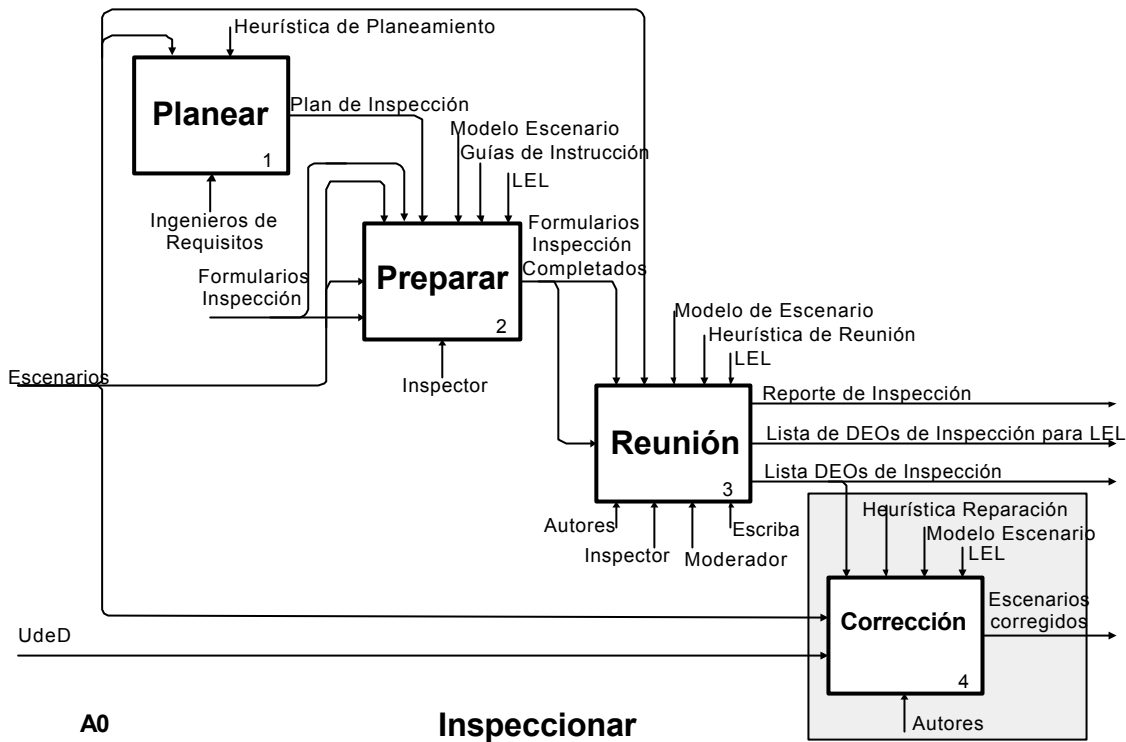 Heurística de Planeamiento
Planear
1
Plan de Inspección
Modelo Escenario
Guías de Instrucción
LEL
Ingenieros de
Requisitos
Formularios
Inspección
Preparar
2
Formularios
Inspección
Completados
Inspector
Escenarios
Modelo de Escenario
Heurística de Reunión
LEL
Reunión
3
Reporte de Inspección
Lista de DEOs de Inspección para LEL
Lista DEOs de Inspección
Autores
Inspector
Moderador
Escriba
Heurística Reparación
Modelo Escenario
LEL
Corrección
4
Escenarios
corregidos
UdeD
Autores
A0
Inspeccionar